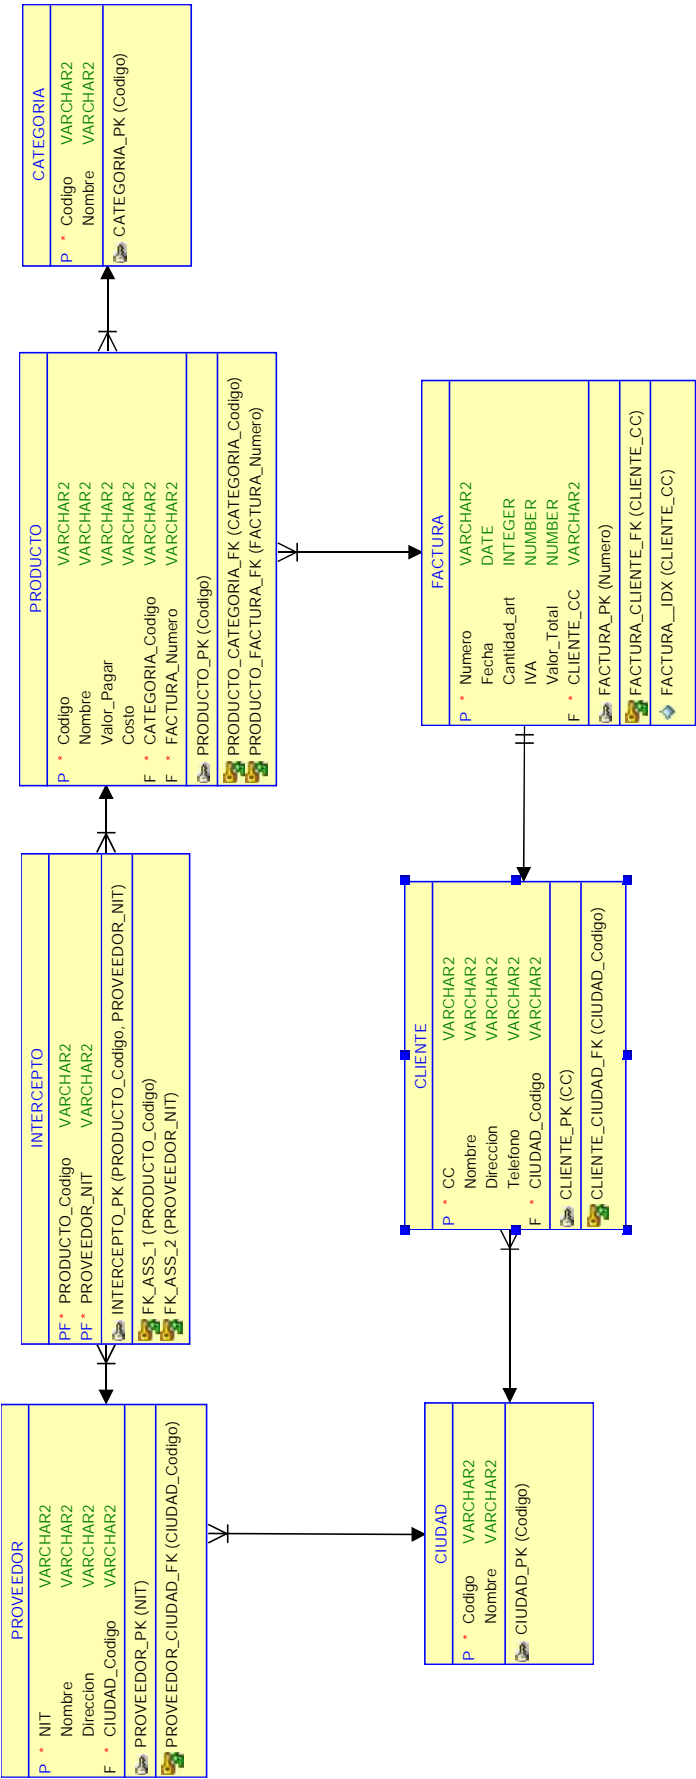 PROVEEDOR
P * NIT VARCHAR2
Nombre VARCHAR2
Direccion VARCHAR2
F * CIUDAD_Codigo VARCHAR2
PROVEEDOR_PK (NIT)
PROVEEDOR_CIUDAD_FK (CIUDAD_Codigo)
INTERCEPTO
PF * PRODUCTO_Codigo VARCHAR2
PF * PROVEEDOR_NIT VARCHAR2
INTERCEPTO_PK (PRODUCTO_Codigo, PROVEEDOR_NIT)
FK_ASS_1 (PRODUCTO_Codigo)
FK_ASS_2 (PROVEEDOR_NIT)
PRODUCTO
P * Codigo VARCHAR2
Nombre VARCHAR2
Valor_Pagar VARCHAR2
Costo VARCHAR2
F * CATEGORIA_Codigo VARCHAR2
F * FACTURA_Numero VARCHAR2
PRODUCTO_PK (Codigo)
PRODUCTO_CATEGORIA_FK (CATEGORIA_Codigo)
PRODUCTO_FACTURA_FK (FACTURA_Numero)
CATEGORIA
P * Codigo VARCHAR2
Nombre VARCHAR2
CATEGORIA_PK (Codigo)
CIUDAD
P * Codigo VARCHAR2
Nombre VARCHAR2
CIUDAD_PK (Codigo)
CLIENTE
P * CC VARCHAR2
Nombre VARCHAR2
Direccion VARCHAR2
Telefono VARCHAR2
F * CIUDAD_Codigo VARCHAR2
CLIENTE_PK (CC)
CLIENTE_CIUDAD_FK (CIUDAD_Codigo)
FACTURA
P * Numero VARCHAR2
Fecha DATE
Cantidad_art INTEGER
IVA NUMBER
Valor_Total NUMBER
F * CLIENTE_CC VARCHAR2
FACTURA_PK (Numero)
FACTURA_CLIENTE_FK (CLIENTE_CC)
FACTURA__IDX (CLIENTE_CC)